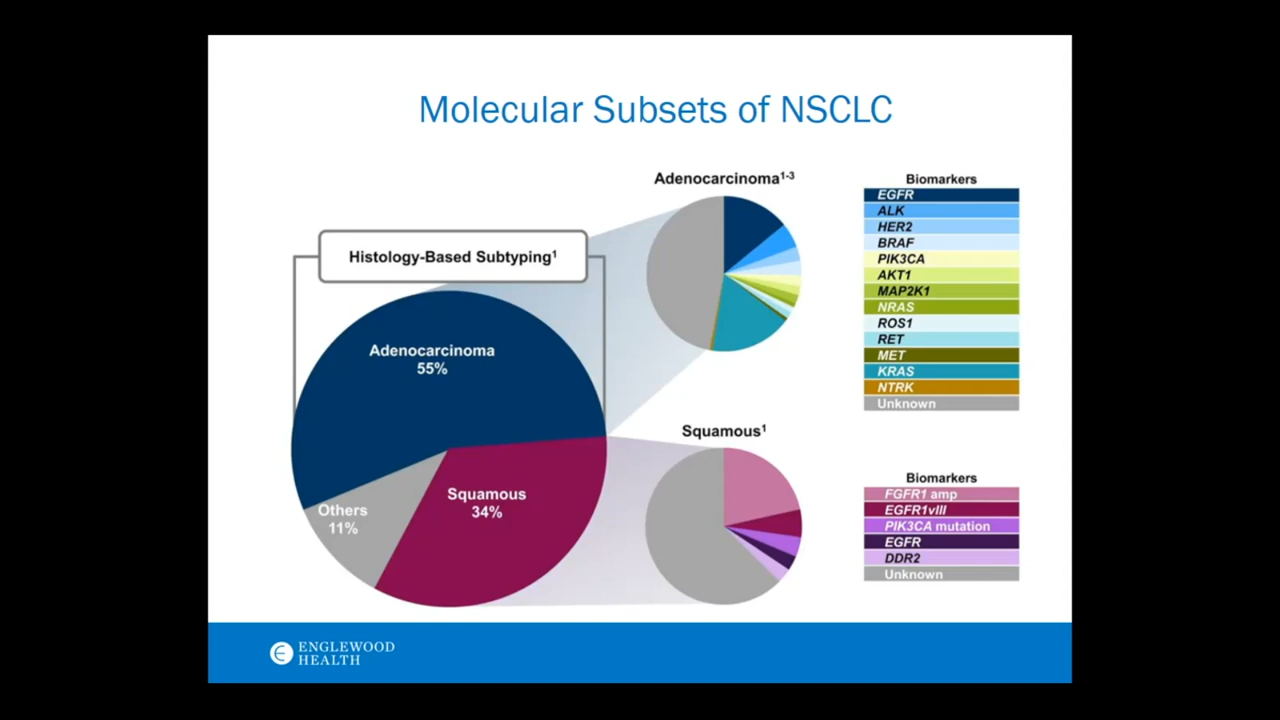 Molecular Subsets of NSCLC
Histology-Based Subtyping¹
Adenocarcinoma
55%
Others
11%
Squamous
34%
Adenocarcinoma¹⁻³
Biomarkers
EGFR
ALK
HER2
BRAF
PIK3CA
AKT1
MAP2K1
NRAS
ROS1
RET
MET
KRAS
NTRK
Unknown
Squamous¹
Biomarkers
FGFR1 amp
EGFR1vIII
PIK3CA mutation
EGFR
DDR2
Unknown
ENGLEWOOD
HEALTH